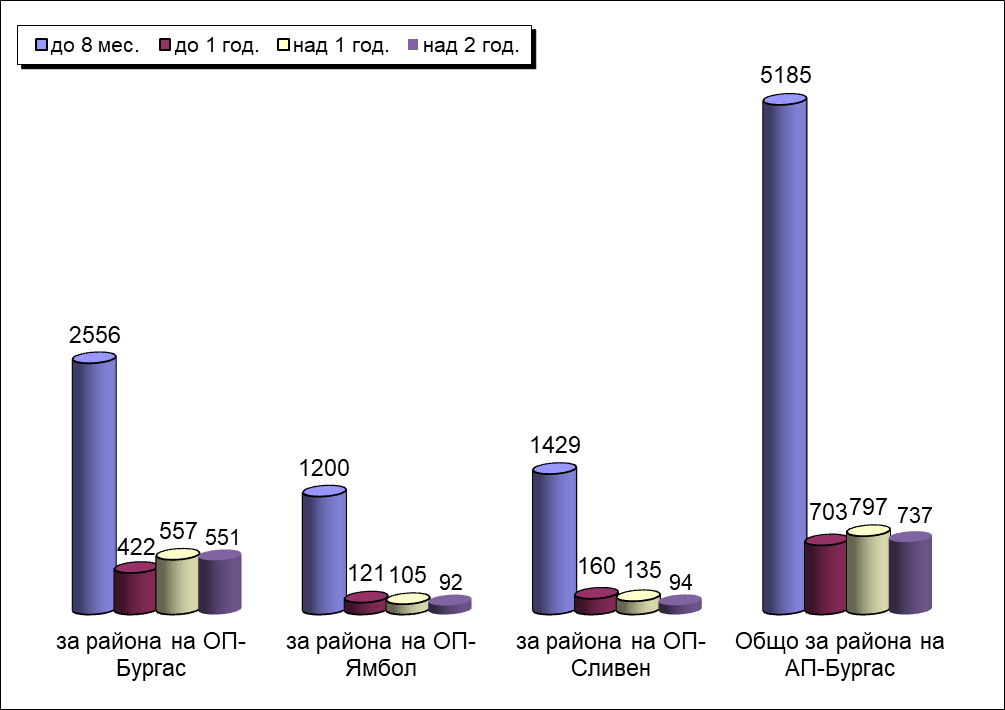 до 8 мес. до 1 год. над 1 год. над 2 год.
5185
2556
1429
1200
422 557 551
121 105 92
160 135 94
703 797 737
за района на ОП-
Бургас
за района на ОП-
Ямбол
за района на ОП-
Сливен
Общо за района на
АП-Бургас